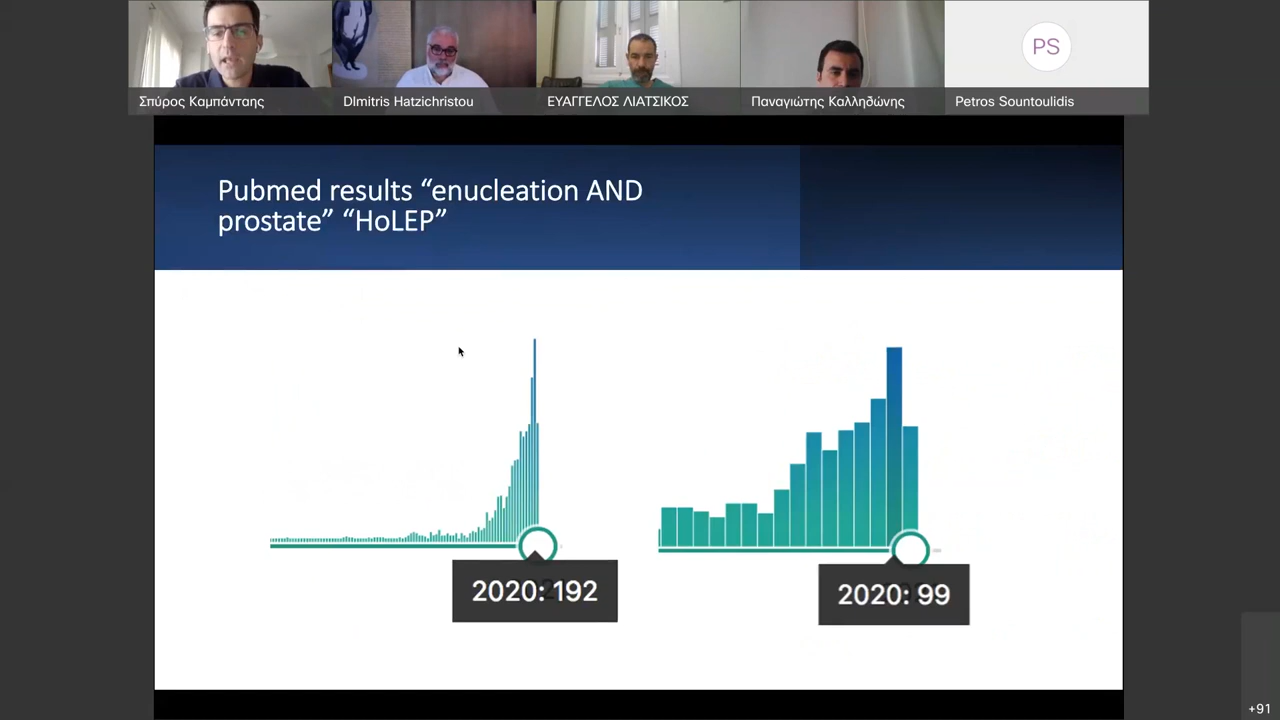 Σπύρος Καμπάνταης
DImitris Hatzichristou
ΕΥΑΓΓΕΛΟΣ ΛΙΑΤΣΙΚΟΣ
Παναγιώτης Καλληδώνης
PS
Petros Sountoulidis
Pubmed results “enucleation AND
prostate” “HoLEP”
2020: 192
2020: 99
+91